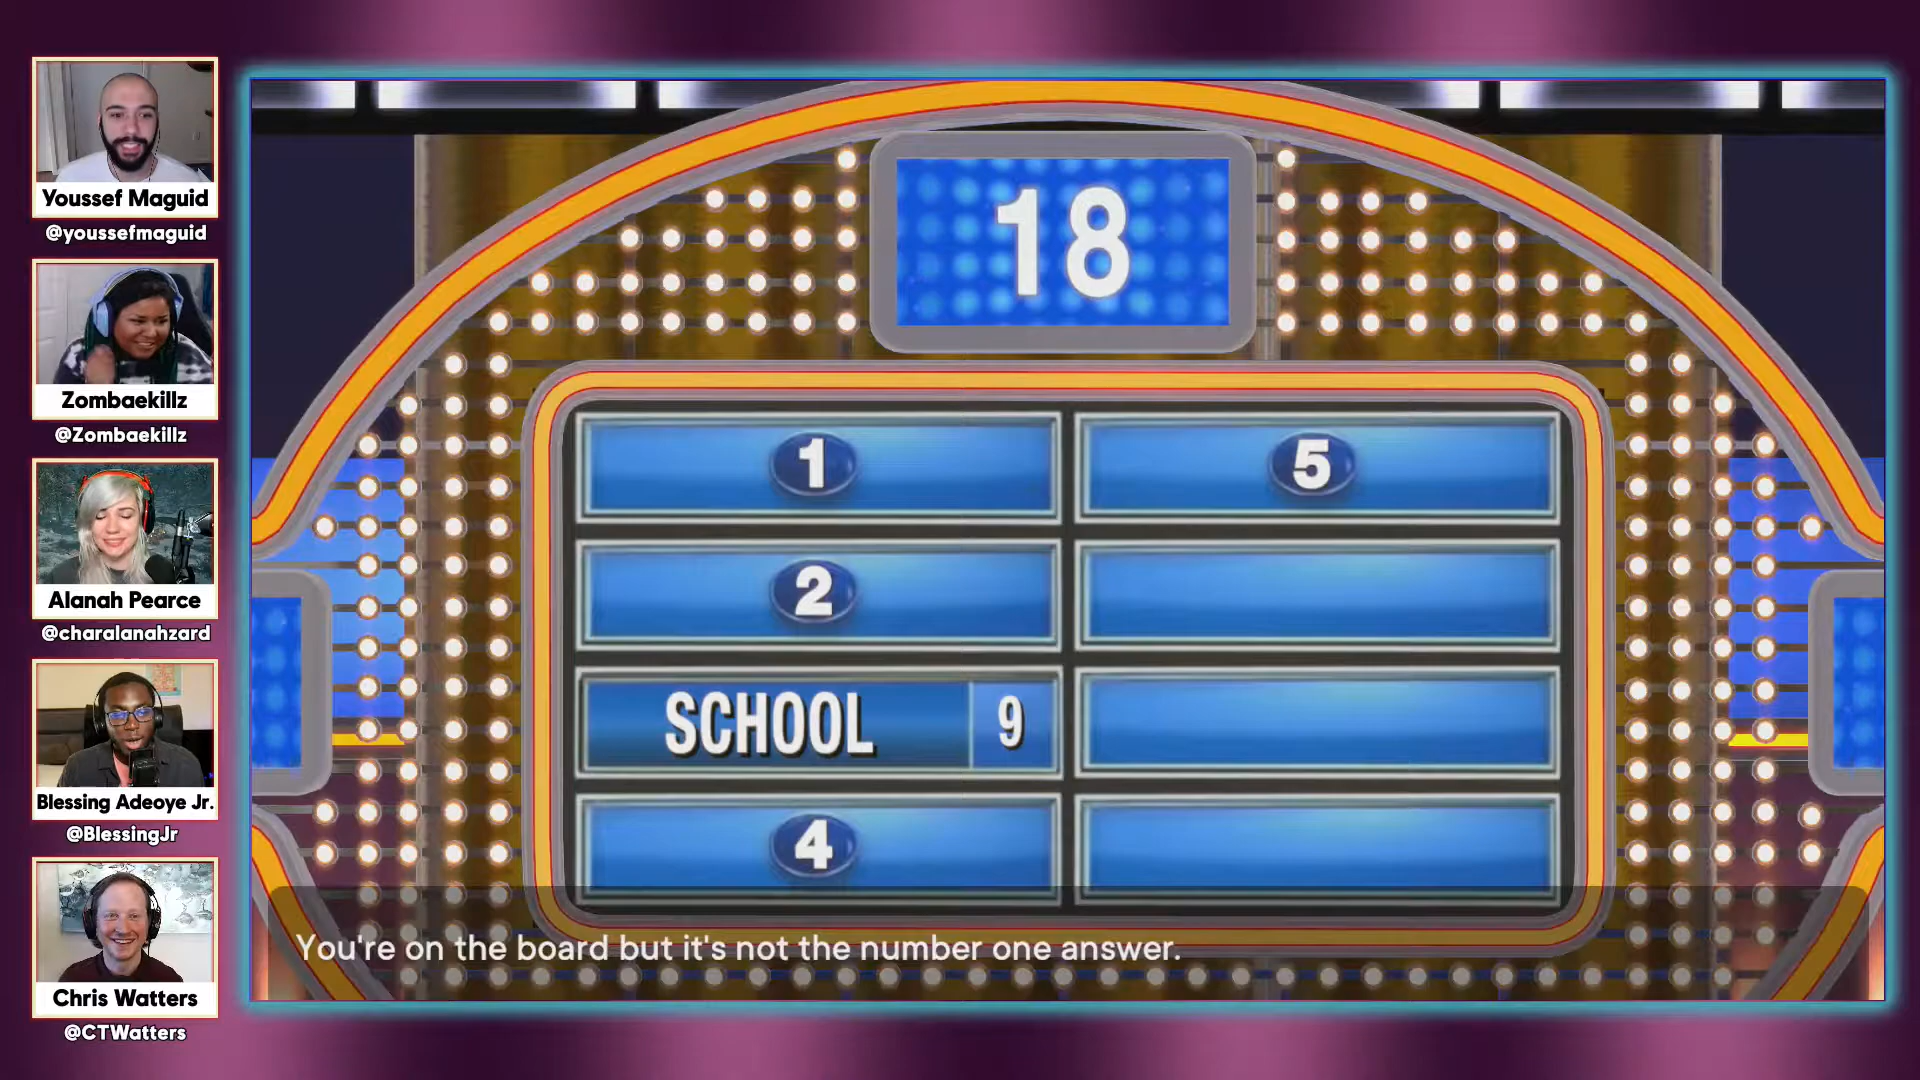 Youssef Maguid
@youssefmaguid
Zombaekillz
@Zombaekillz
Alanah Pearce
@charalanahzard
Blessing Adeoye Jr.
@BlessingJr
Chris Watters
@CTWatters
18
1
2
SCHOOL 9
4
5
You're on the board but it's not the number one answer.